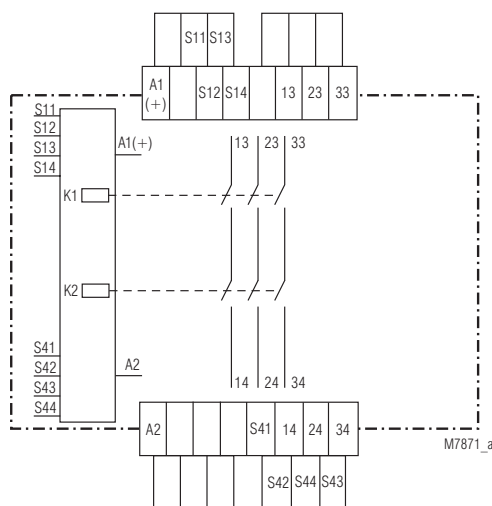 S11 S13
A1 (+) S12 S14 13 23 33
S11
S12
S13
S14
A1(+)
13 23 33
K1
K2
S41
S42
S43
S44
A2
14 24 34
A2 S41 14 24 34
S42 S44 S43
M7871_a